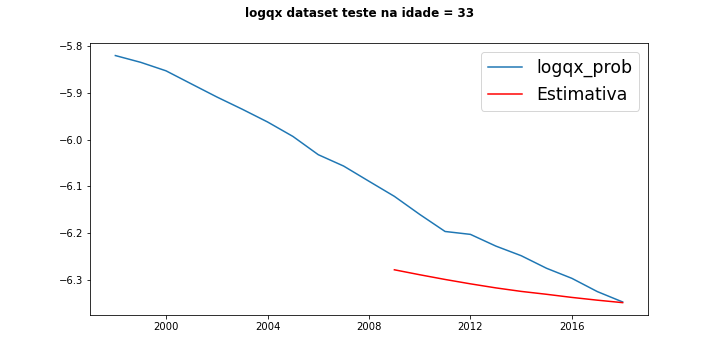 logqx dataset teste na idade = 33
−5.8
−5.9
−6.0
−6.1
−6.2
−6.3
logqx_prob
Estimativa
2000 2004 2008 2012 2016